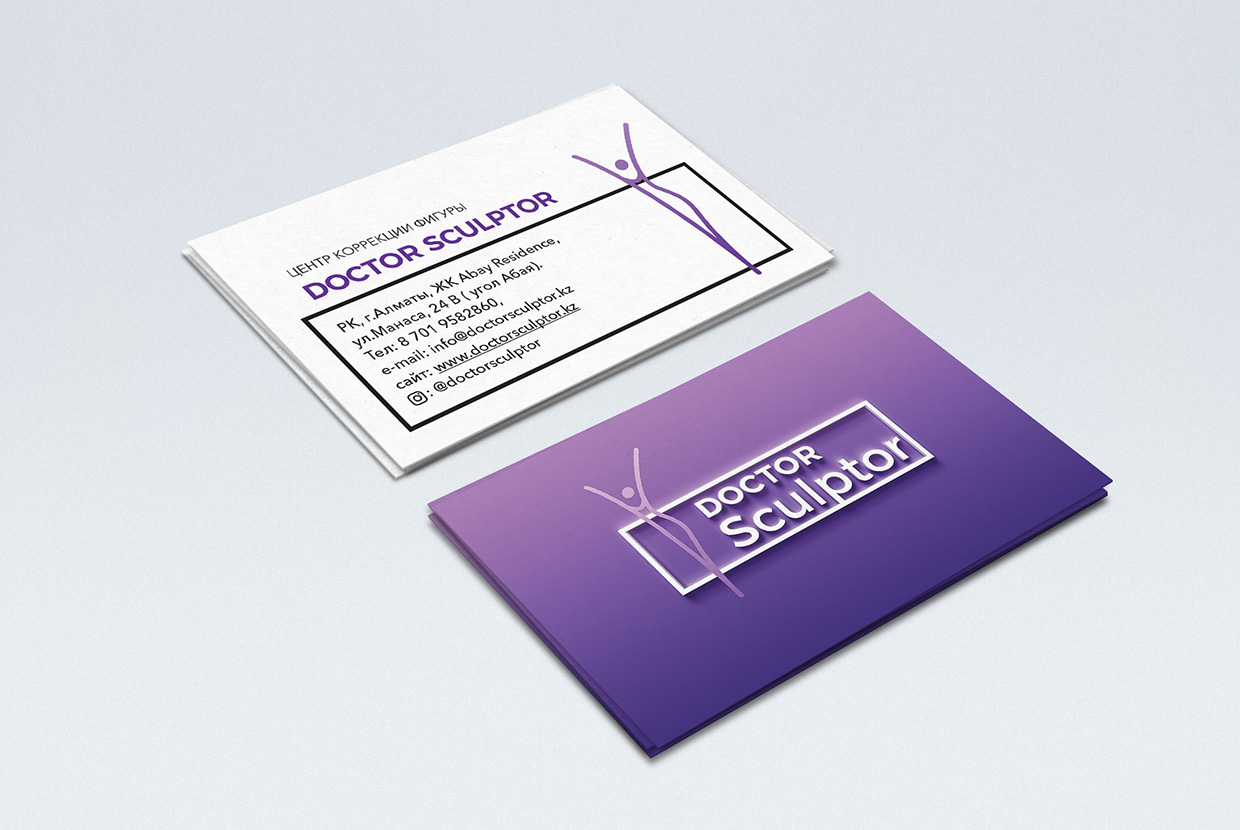 ЦЕНТР КОРРЕКЦИИ ФИГУРЫ
DOCTOR SCULPTOR
РК, г.Алматы, ЖК Abay Residence,
ул.Манаса, 24 В ( угол Абая).
Тел: 8 701 9582860,
e-mail: info@doctorsculptor.kz
сайт: www.doctorsculptor.kz
: @doctorsculptor
DOCTOR
Sculptor